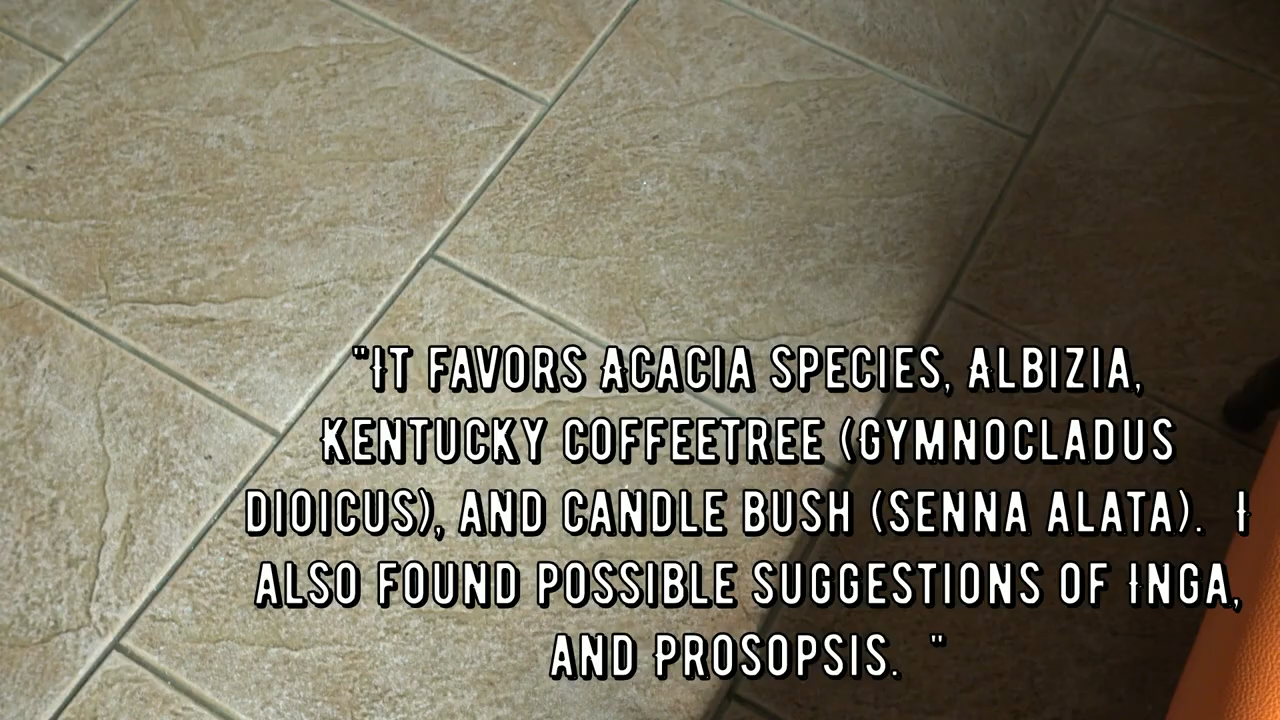 "It favors Acacia species, Albizia,
Kentucky coffeetree (Gymnocladus
dioicus), and candle bush (Senna alata). I
also found possible suggestions of Inga,
and Prosopsis. "